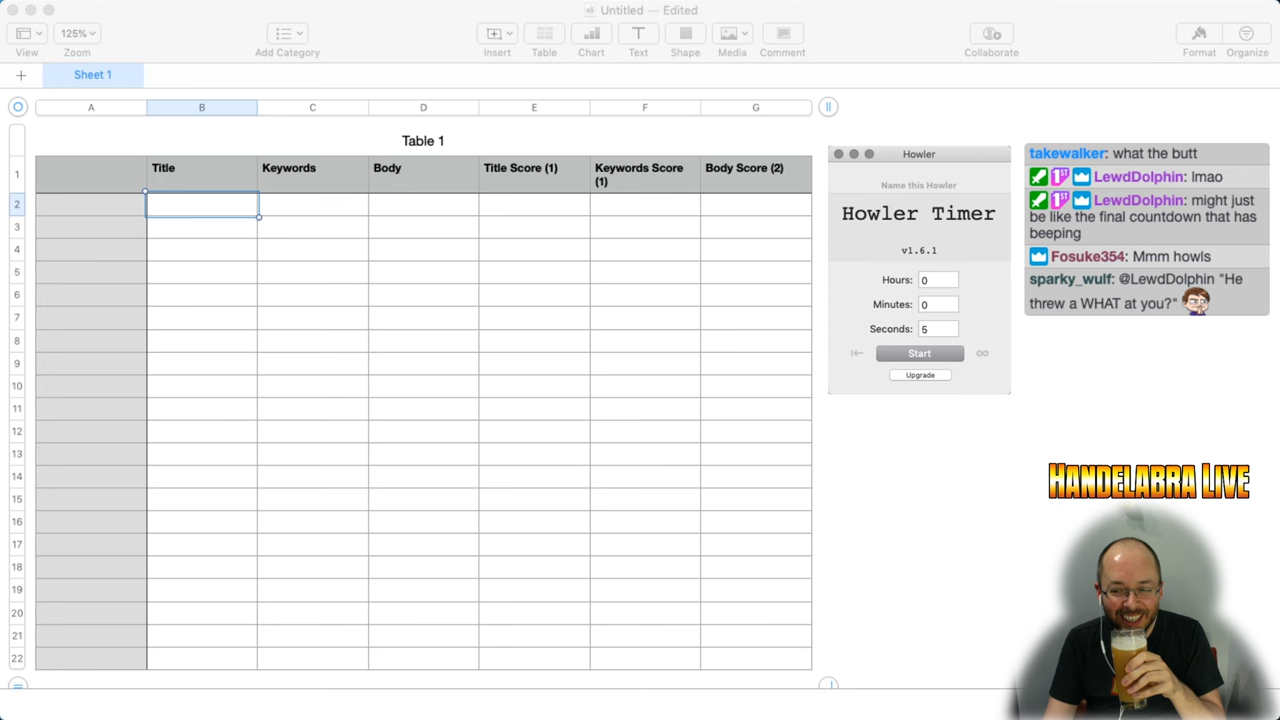 Untitled — Edited
125%
View
Zoom
Add Category
Insert
Table
Chart
Text
Shape
Media
Comment
Collaborate
Format
Organize
Sheet 1
A B C D E F G
Table 1
1 Title Keywords Body Title Score (1) Keywords Score Body Score (2)
(1)
2
3
4
5
6
7
8
9
10
11
12
13
14
15
16
17
18
19
20
21
22
Howler
Name this Howler
Howler Timer
v1.6.1
Hours: 0
Minutes: 0
Seconds: 5
Start
Upgrade
takewalker: what the butt
LewdDolphin: lmao
LewdDolphin: might just
be like the final countdown that has
beeping
Fosuke354: Mmm howls
sparky_wulf: @LewdDolphin "He
threw a WHAT at you?"
HANDELABRA LIVE